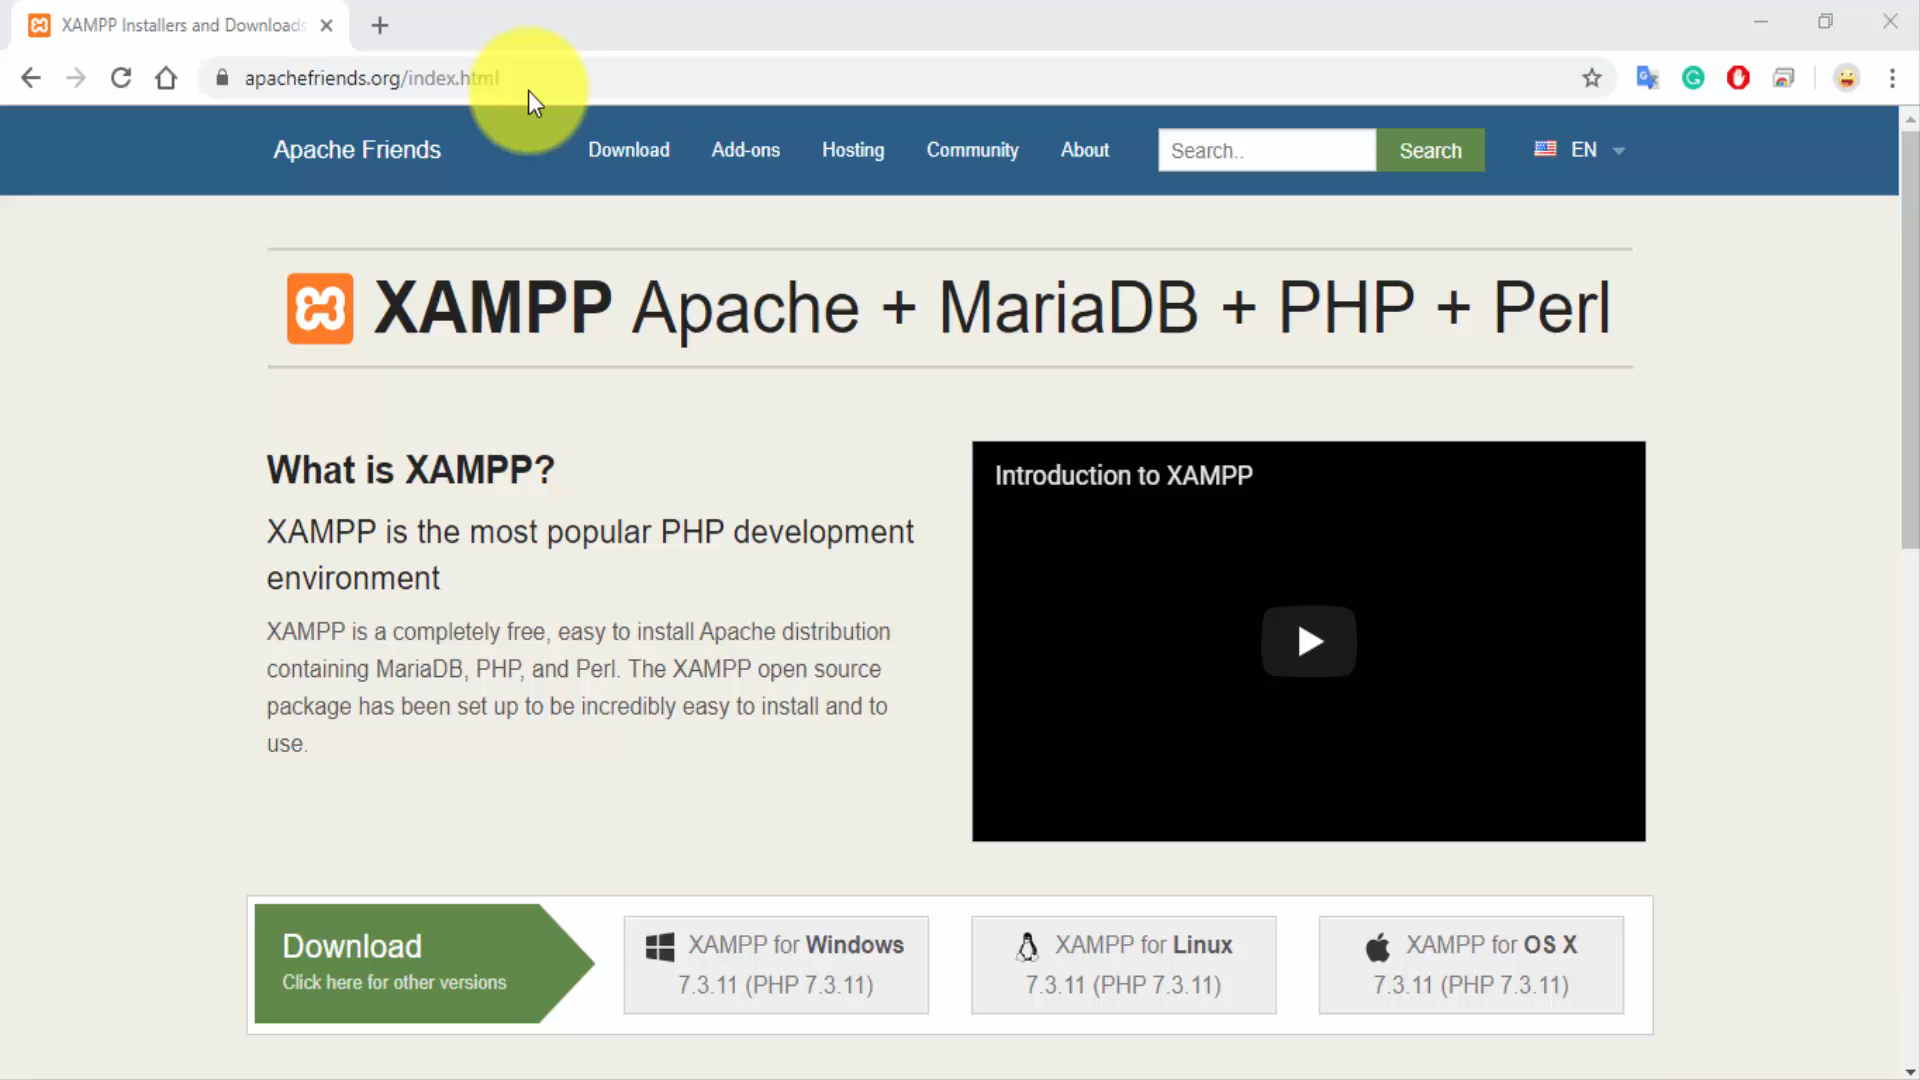 XAMPP Installers and Downloads
apachefriends.org/index.html
Apache Friends
Download
Add-ons
Hosting
Community
About
Search..
Search
EN
XAMPP Apache + MariaDB + PHP + Perl
What is XAMPP?
XAMPP is the most popular PHP development
environment
XAMPP is a completely free, easy to install Apache distribution
containing MariaDB, PHP, and Perl. The XAMPP open source
package has been set up to be incredibly easy to install and to
use.
Introduction to XAMPP
Download
Click here for other versions
XAMPP for Windows
7.3.11 (PHP 7.3.11)
XAMPP for Linux
7.3.11 (PHP 7.3.11)
XAMPP for OS X
7.3.11 (PHP 7.3.11)